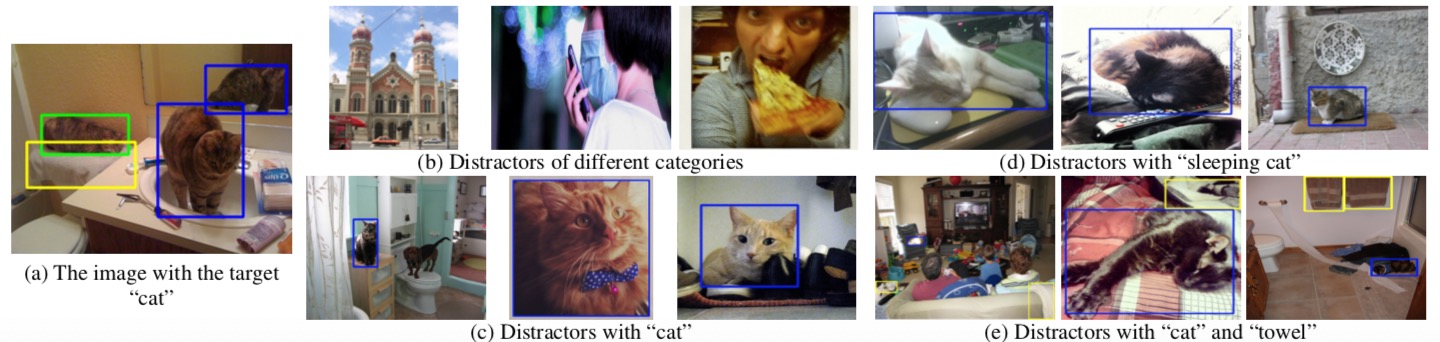 (a) The image with the target
“cat”
(b) Distractors of different categories
(c) Distractors with “cat”
(d) Distractors with “sleeping cat”
(e) Distractors with “cat” and “towel”